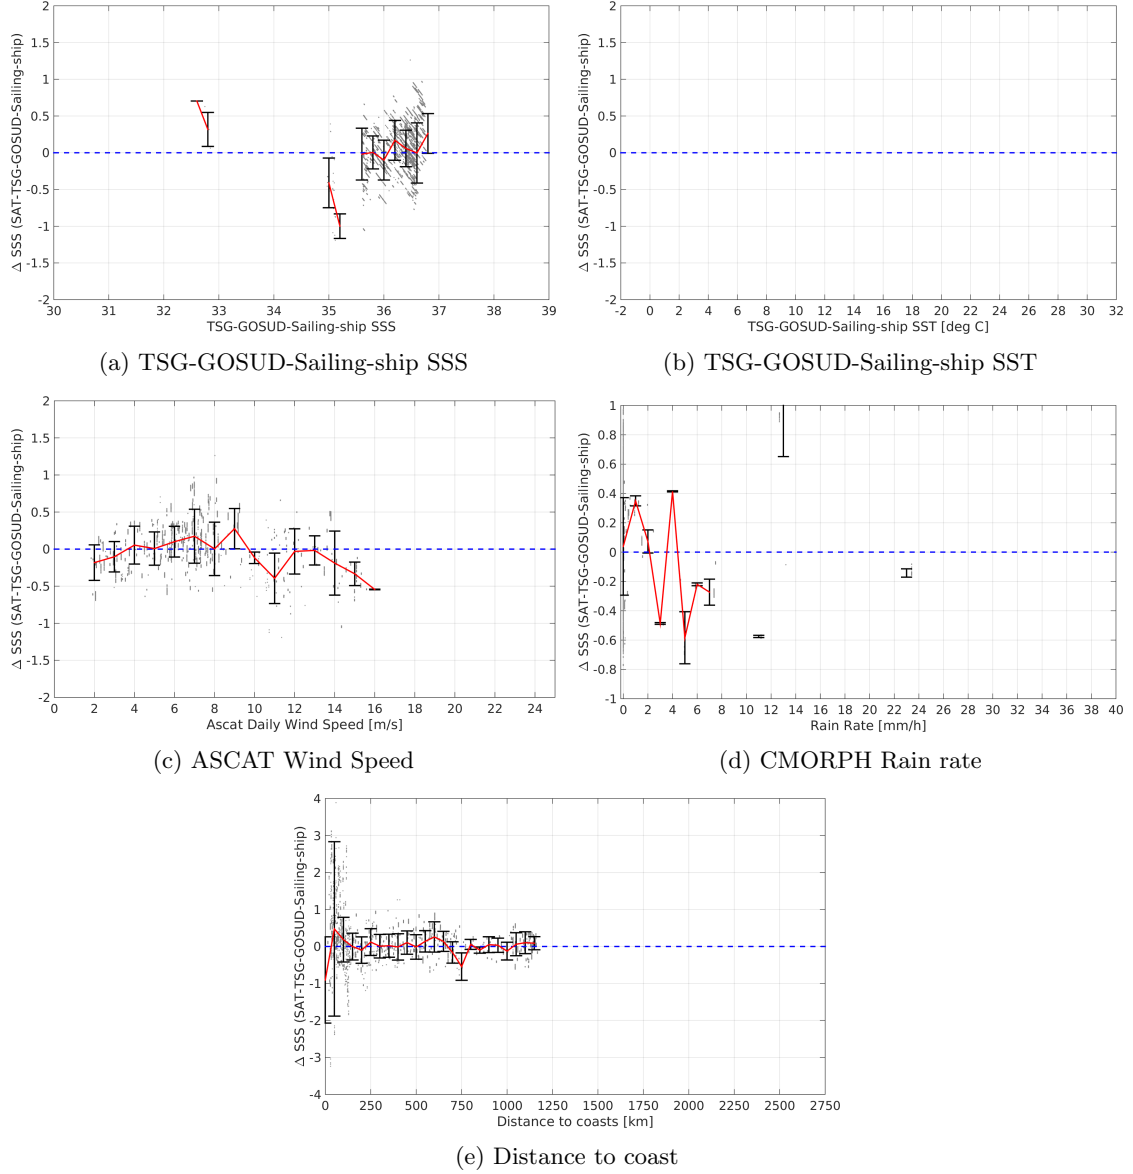 2
1.5
1
0.5
0
-0.5
-1
-1.5
-2
Δ SSS (SAT-TSG-GOSUD-Sailing-ship)
30 31 32 33 34 35 36 37 38 39
TSG-GOSUD-Sailing-ship SSS
(a) TSG-GOSUD-Sailing-ship SSS
2
1.5
1
0.5
0
-0.5
-1
-1.5
-2
Δ SSS (SAT-TSG-GOSUD-Sailing-ship)
-2 0 2 4 6 8 10 12 14 16 18 20 22 24 26 28 30 32
TSG-GOSUD-Sailing-ship SST [deg C]
(b) TSG-GOSUD-Sailing-ship SST
2
1.5
1
0.5
0
-0.5
-1
-1.5
-2
Δ SSS (SAT-TSG-GOSUD-Sailing-ship)
0 2 4 6 8 10 12 14 16 18 20 22 24
Ascat Daily Wind Speed [m/s]
(c) ASCAT Wind Speed
1
0.8
0.6
0.4
0.2
0
-0.2
-0.4
-0.6
-0.8
-1
Δ SSS (SAT-TSG-GOSUD-Sailing-ship)
0 2 4 6 8 10 12 14 16 18 20 22 24 26 28 30 32 34 36 38 40
Rain Rate [mm/h]
(d) CMORPH Rain rate
4
3
2
1
0
-1
-2
-3
-4
Δ SSS (SAT-TSG-GOSUD-Sailing-ship)
0 250 500 750 1000 1250 1500 1750 2000 2250 2500 2750
Distance to coasts [km]
(e) Distance to coast